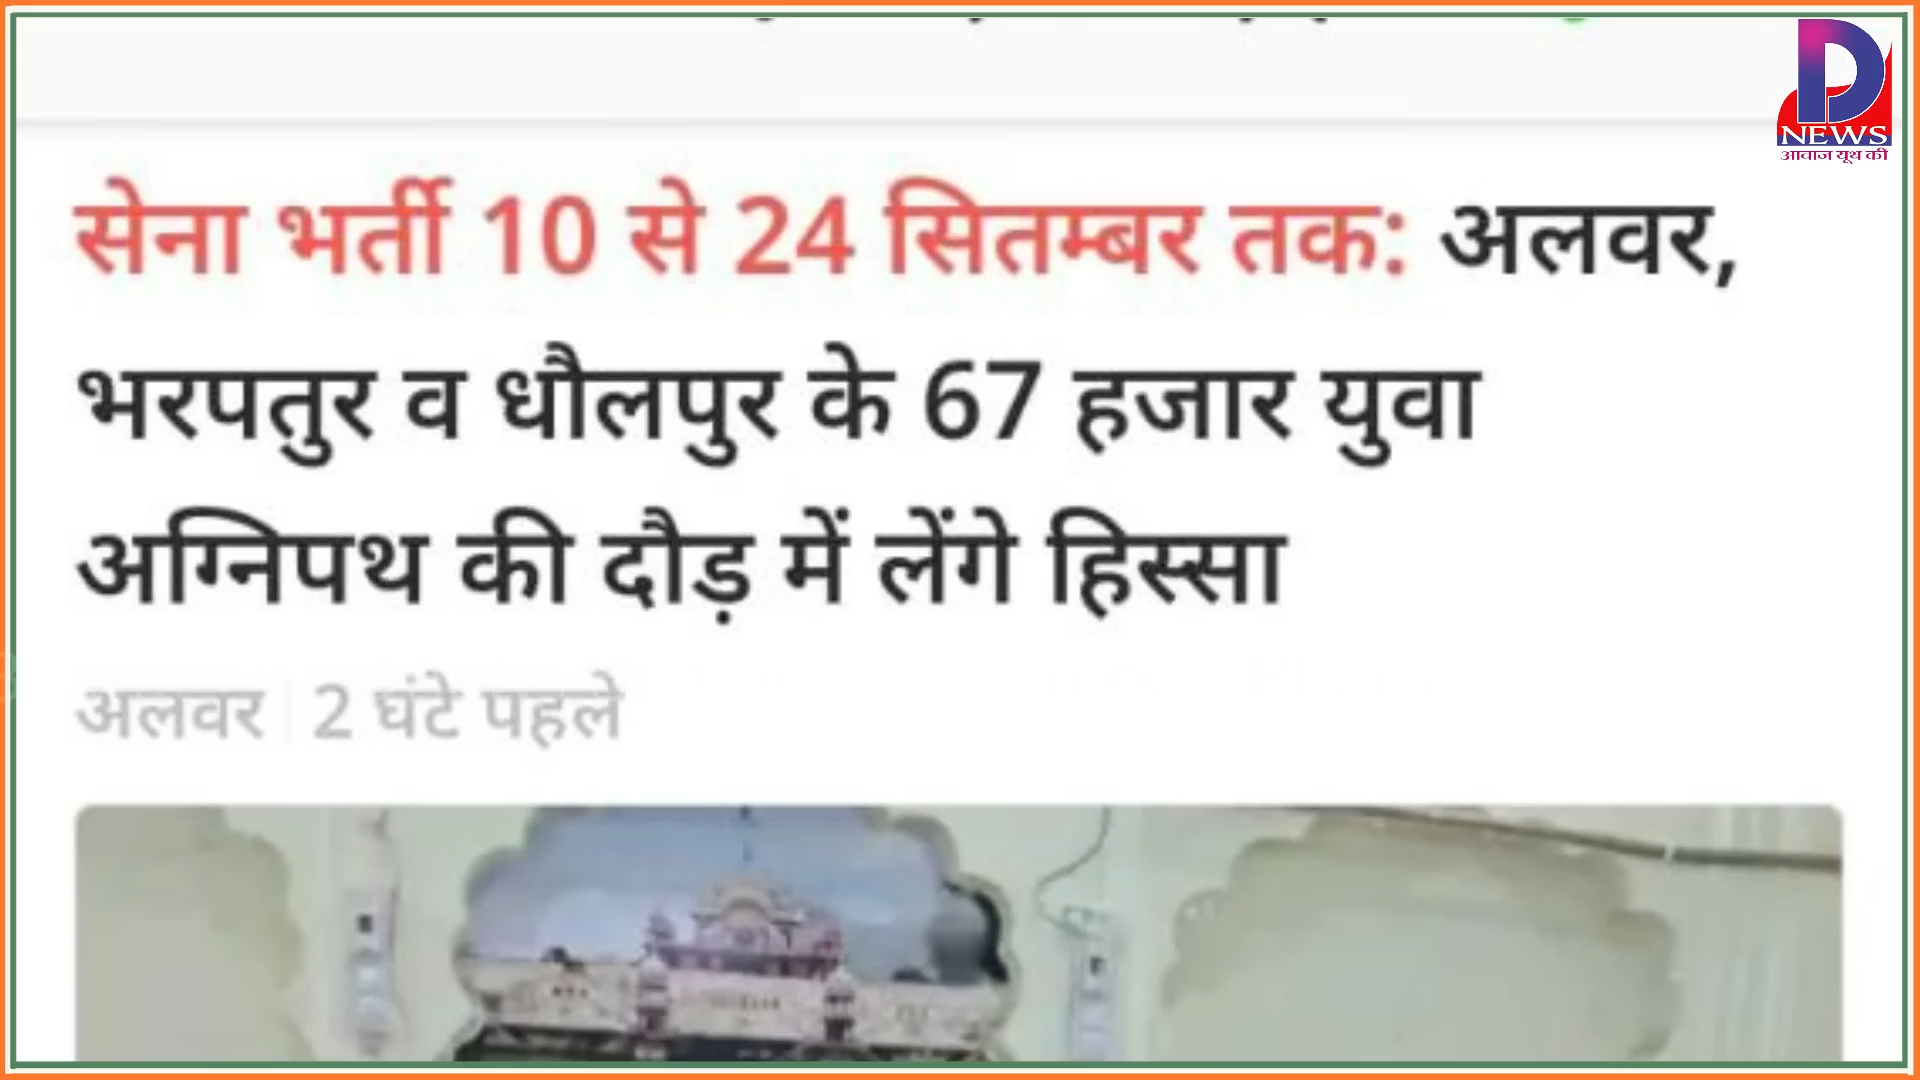 D
NEWS
आवाज यूथ की
सेना भर्ती 10 से 24 सितम्बर तक: अलवर,
भरपतुर व धौलपुर के 67 हजार युवा
अग्निपथ की दौड़ में लेंगे हिस्सा
अलवर 2 घंटे पहले